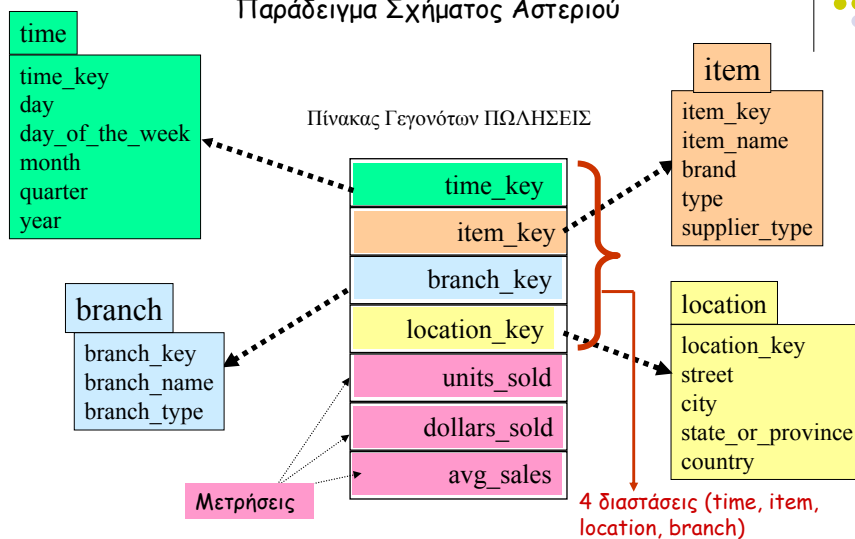 Παράδειγμα Σχήματος Αστεριού
time
time_key
day
day_of_the_week
month
quarter
year
item
item_key
item_name
brand
type
supplier_type
Πίνακας Γεγονότων ΠΩΛΗΣΕΙΣ
time_key
item_key
branch_key
location_key
units_sold
dollars_sold
avg_sales
branch
branch_key
branch_name
branch_type
location
location_key
street
city
state_or_province
country
Μετρήσεις
4 διαστάσεις (time, item,
location, branch)